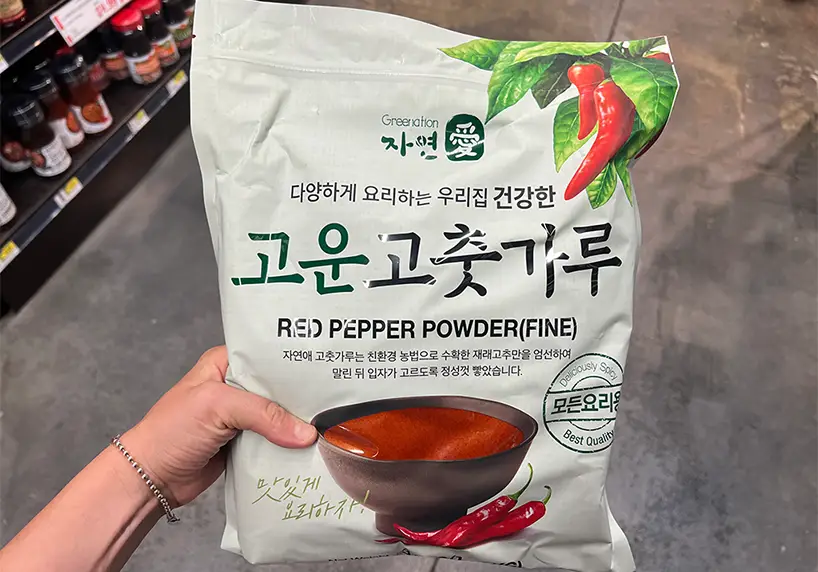 Greenation
자연 愛
다양하게 요리하는 우리집 건강한
고운고춧가루
RED PEPPER POWDER(FINE)
자연애 고춧가루는 친환경 농법으로 수확한 재래고추만을 엄선하여
말린 뒤 입자가 고르도록 정성껏 빻았습니다.
Deliciously Spicy
모든요리용
Best Quality
맛있게
요리하자!